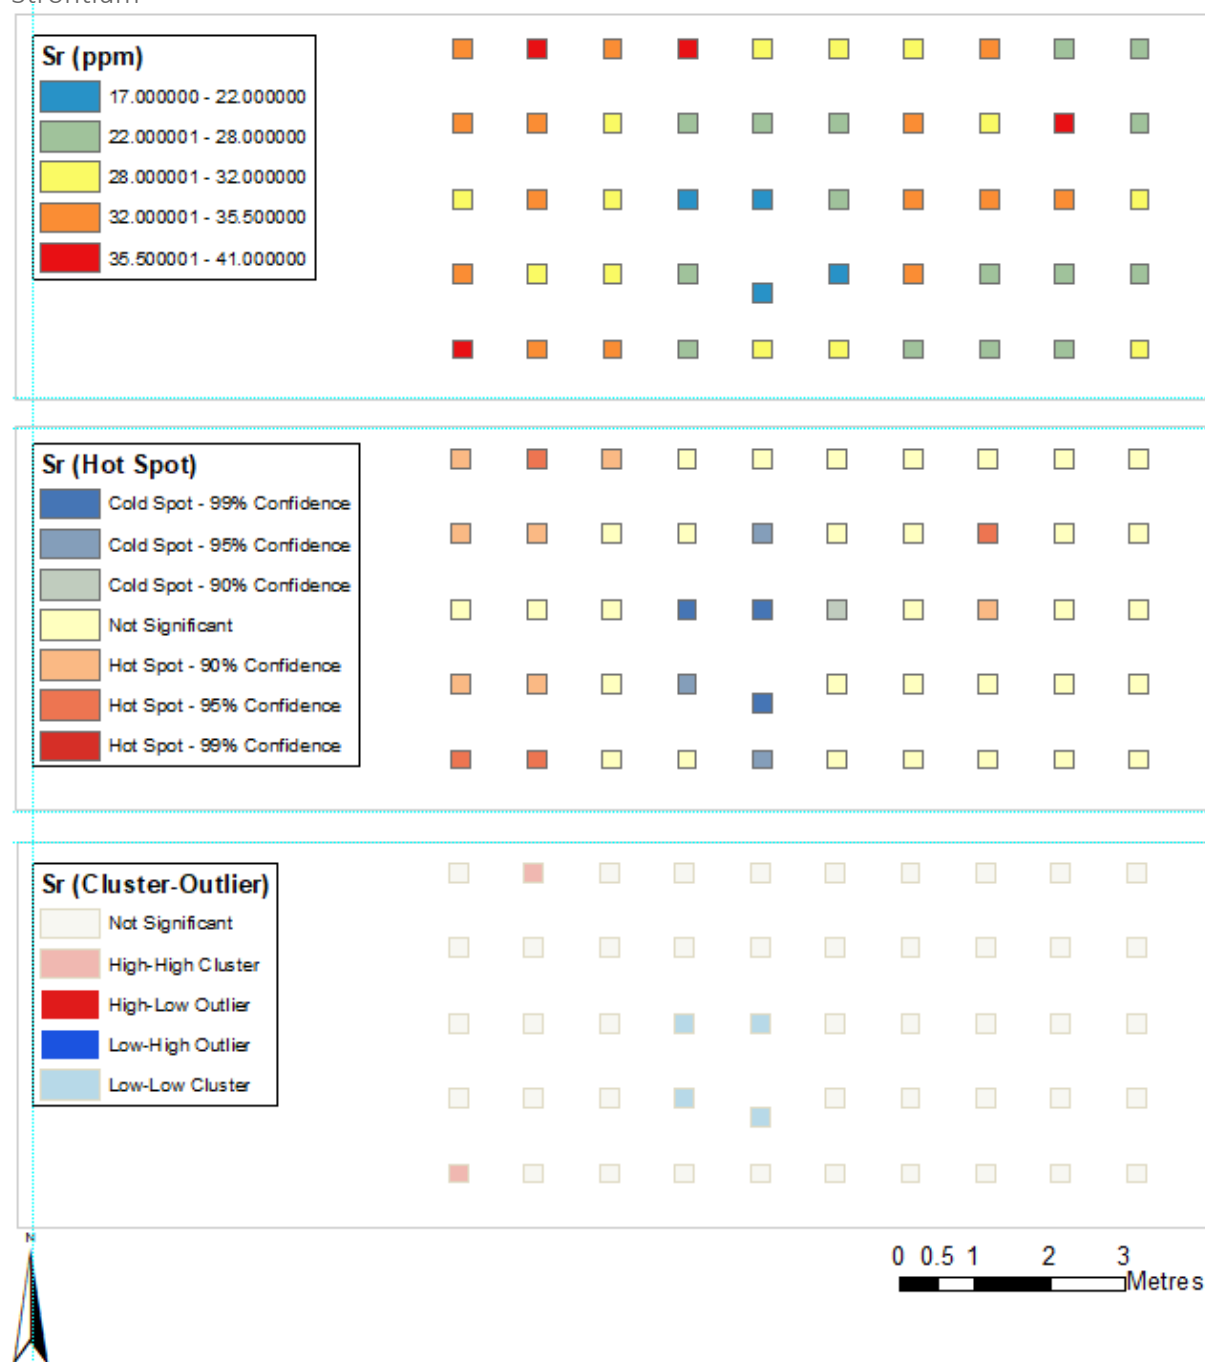 Strontium
Sr (ppm)
17.000000 - 22.000000
22.000001 - 28.000000
28.000001 - 32.000000
32.000001 - 35.500000
35.500001 - 41.000000
Sr (Hot Spot)
Cold Spot - 99% Confidence
Cold Spot - 95% Confidence
Cold Spot - 90% Confidence
Not Significant
Hot Spot - 90% Confidence
Hot Spot - 95% Confidence
Hot Spot - 99% Confidence
Sr (Cluster-Outlier)
Not Significant
High-High Cluster
High-Low Outlier
Low-High Outlier
Low-Low Cluster
N
0 0.5 1 2 3
Metres